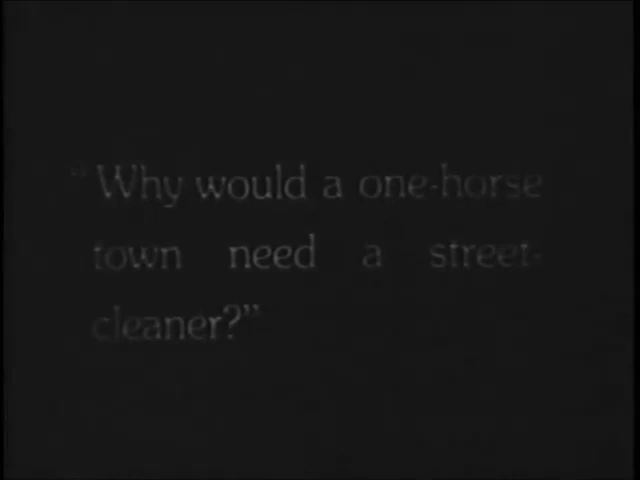 "Why would a one-horse
town need a street-
cleaner?"